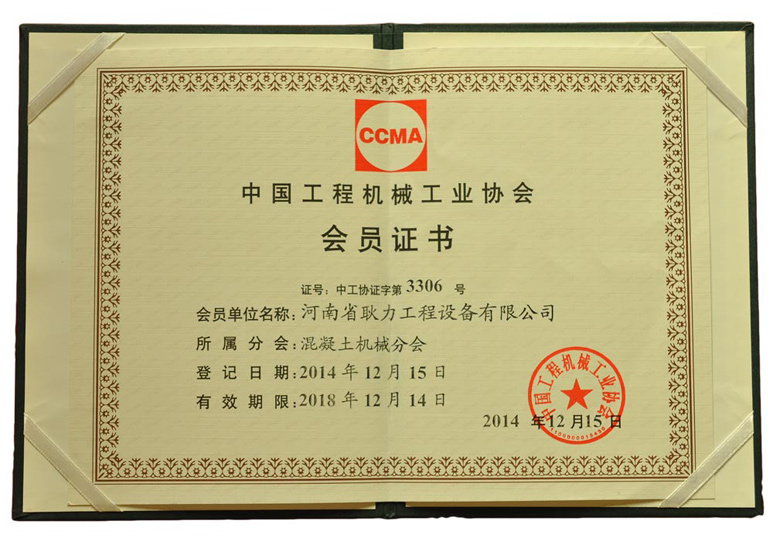 CCMA
中国工程机械工业协会
会员证书
证号：中工协证字第 3306 号
会员单位名称：河南省耿力工程设备有限公司
所属分会：混凝土机械分会
登记日期：2014 年 12 月 15 日
有效期限：2018 年 12 月 14 日
中国工程机械工业协会
2014 年 12 月 15 日